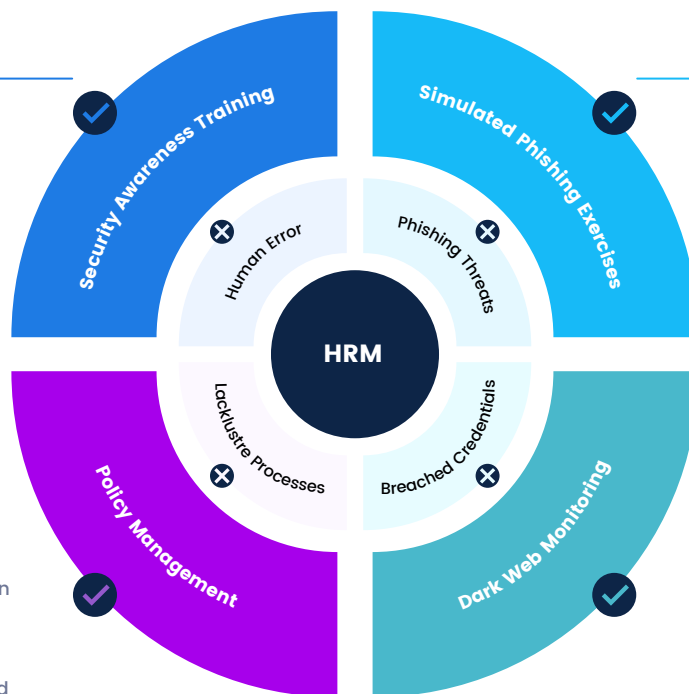 Security Awareness Training
Simulated Phishing Exercises
Human Error
Phishing Threats
HRM
Lacklustre Processes
Breached Credentials
Policy Management
Dark Web Monitoring
n
d